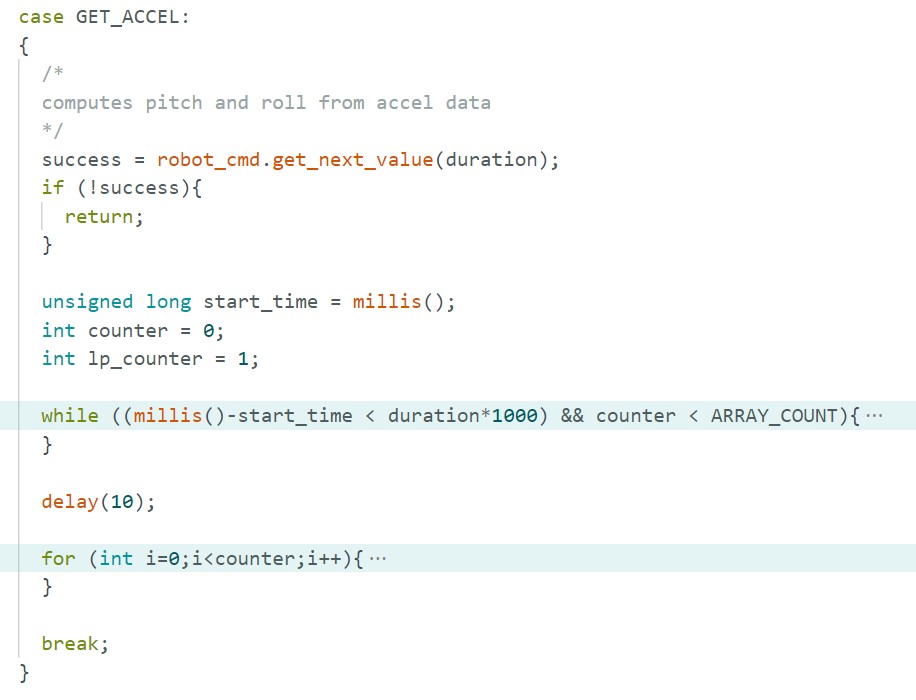 case GET_ACCEL:
{
/*
computes pitch and roll from accel data
*/
success = robot_cmd.get_next_value(duration);
if (!success){
return;
}
unsigned long start_time = millis();
int counter = 0;
int lp_counter = 1;
while ((millis()-start_time < duration*1000) && counter < ARRAY_COUNT){ ···
}
delay(10);
for (int i=0;i<counter;i++){ ···
}
break;
}